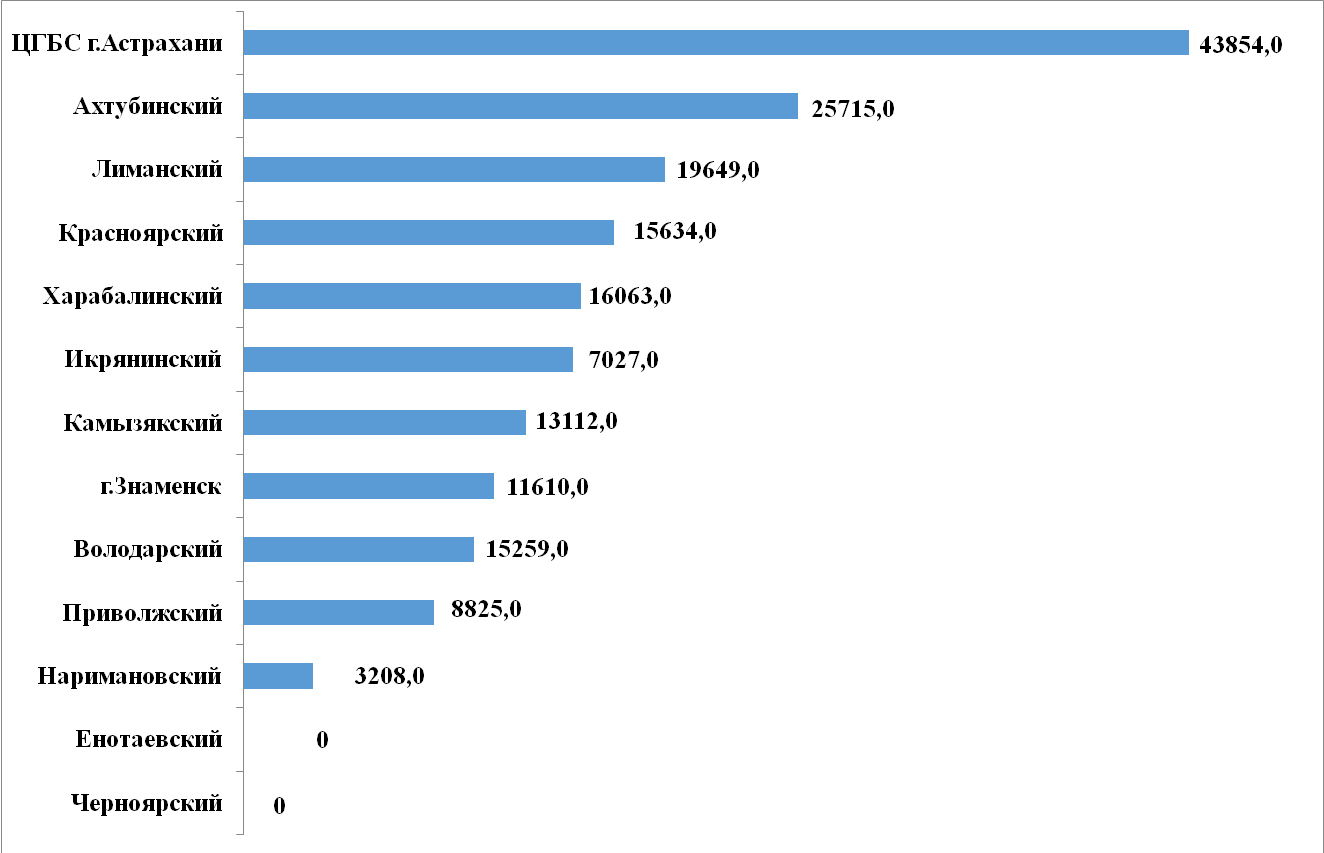 ЦГБС г.Астрахани 43854,0
Ахтубинский 25715,0
Лиманский 19649,0
Красноярский 15634,0
Харабалинский 16063,0
Икрянинский 7027,0
Камызякский 13112,0
г.Знаменск 11610,0
Володарский 15259,0
Приволжский 8825,0
Наримановский 3208,0
Енотаевский 0
Черноярский 0